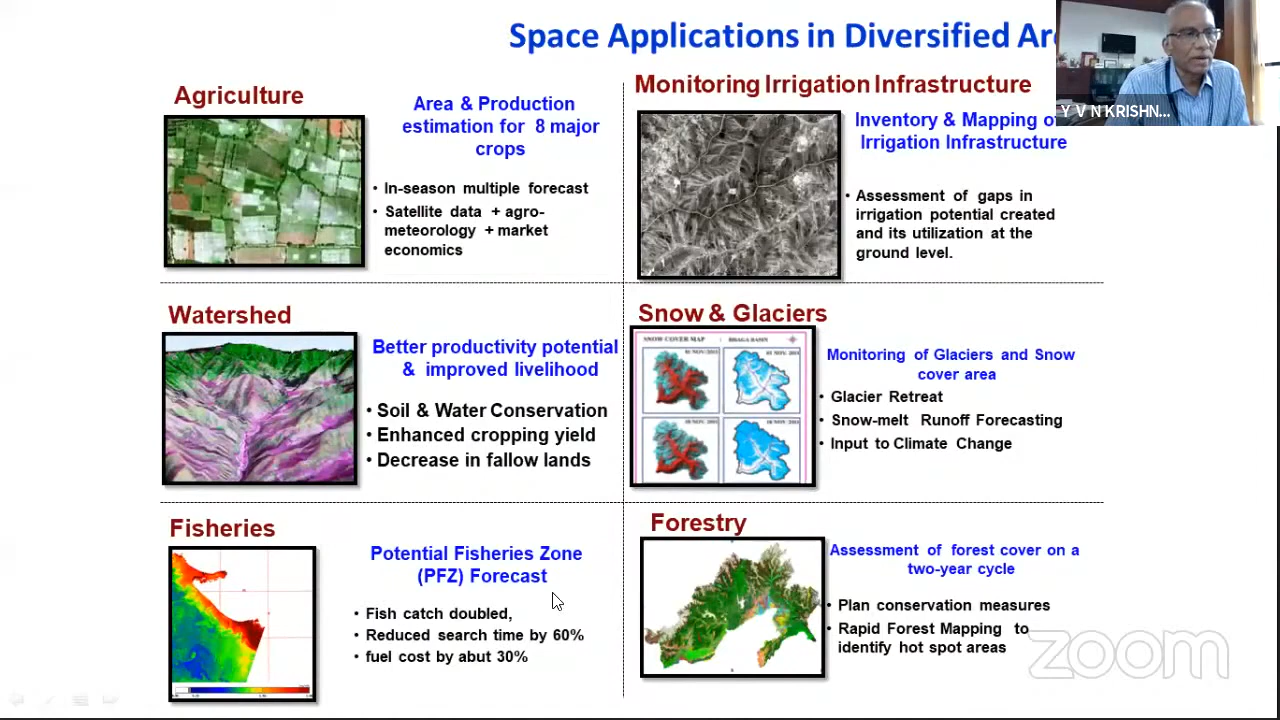 Space Applications in Diversified
Y V N KRISHN...
Agriculture
Area & Production
estimation for 8 major
crops
• In-season multiple forecast
• Satellite data + agro-
meteorology + market
economics
Monitoring Irrigation Infrastructure
Inventory & Mapping
Irrigation Infrastructure
• Assessment of gaps in
irrigation potential created
and its utilization at the
ground level.
Watershed
Better productivity potential
& improved livelihood
• Soil & Water Conservation
• Enhanced cropping yield
• Decrease in fallow lands
Snow & Glaciers
SNOW COVER MAP : BHAGA BASIN
Monitoring of Glaciers and Snow
cover area
• Glacier Retreat
• Snow-melt Runoff Forecasting
• Input to Climate Change
Fisheries
Potential Fisheries Zone
(PFZ) Forecast
• Fish catch doubled,
• Reduced search time by 60%
• fuel cost by abut 30%
Forestry
Assessment of forest cover on a
two-year cycle
• Plan conservation measures
• Rapid Forest Mapping to
identify hot spot areas
zoom